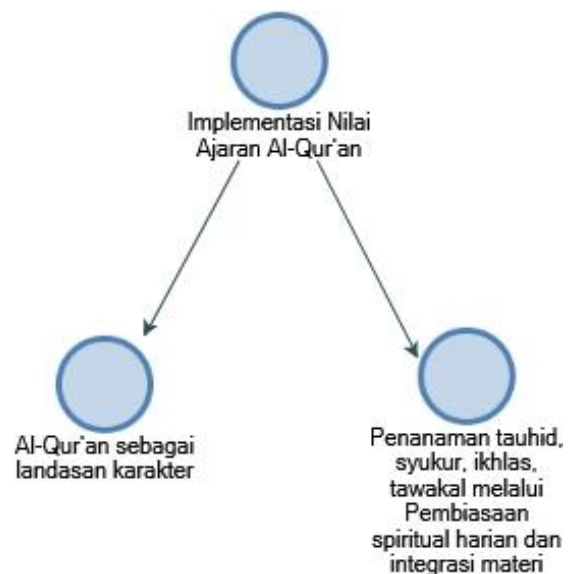 Implementasi Nilai
Ajaran Al-Qur'an
Al-Qur'an sebagai
landasan karakter
Penanaman tauhid,
syukur, ikhlas,
tawakal melalui
Pembiasaan
spiritual harian dan
integrasi materi